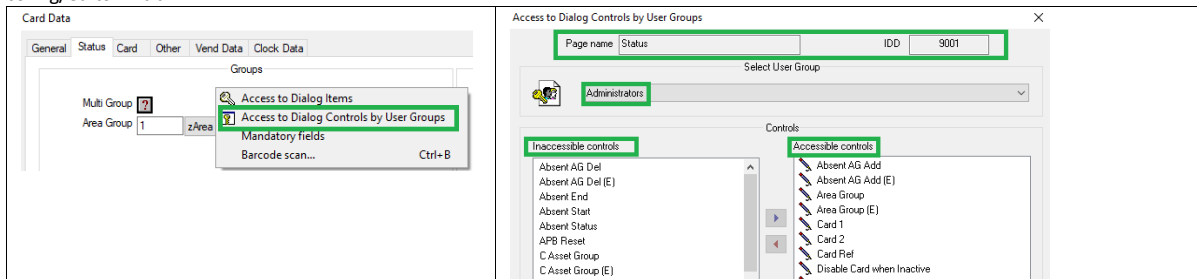 Card Data
General Status Card Other Vend Data Clock Data
Groups
Multi Group ?
Area Group 1 zArea
Access to Dialog Items
Access to Dialog Controls by User Groups
Mandatory fields
Barcode scan... Ctrl+B
Access to Dialog Controls by User Groups
Page name Status IDD 9001
Select User Group
Administrators
Controls
Inaccessible controls
Absent AG Del
Absent AG Del (E)
Absent End
Absent Start
Absent Status
APB Reset
C Asset Group
C Asset Group (E)
Accessible controls
Absent AG Add
Absent AG Add (E)
Area Group
Area Group (E)
Card 1
Card 2
Card Ref
Disable Card when Inactive